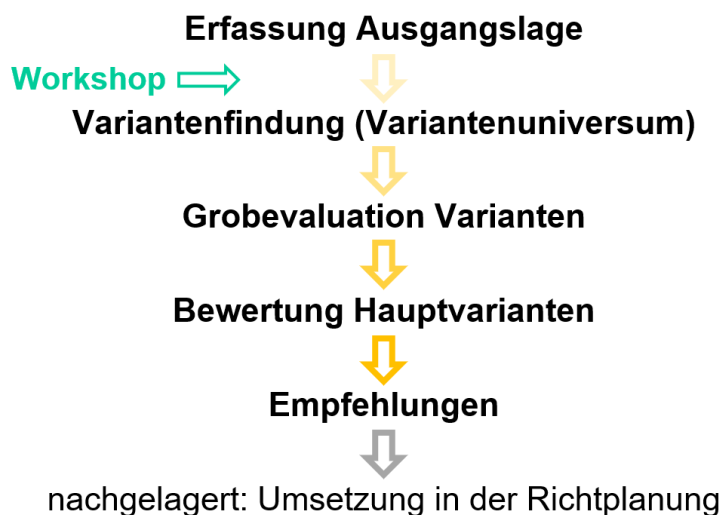 Erfassung Ausgangslage
Workshop
Variantenfindung (Variantenuniversum)
Grobevaluation Varianten
Bewertung Hauptvarianten
Empfehlungen
nachgelagert: Umsetzung in der Richtplanung